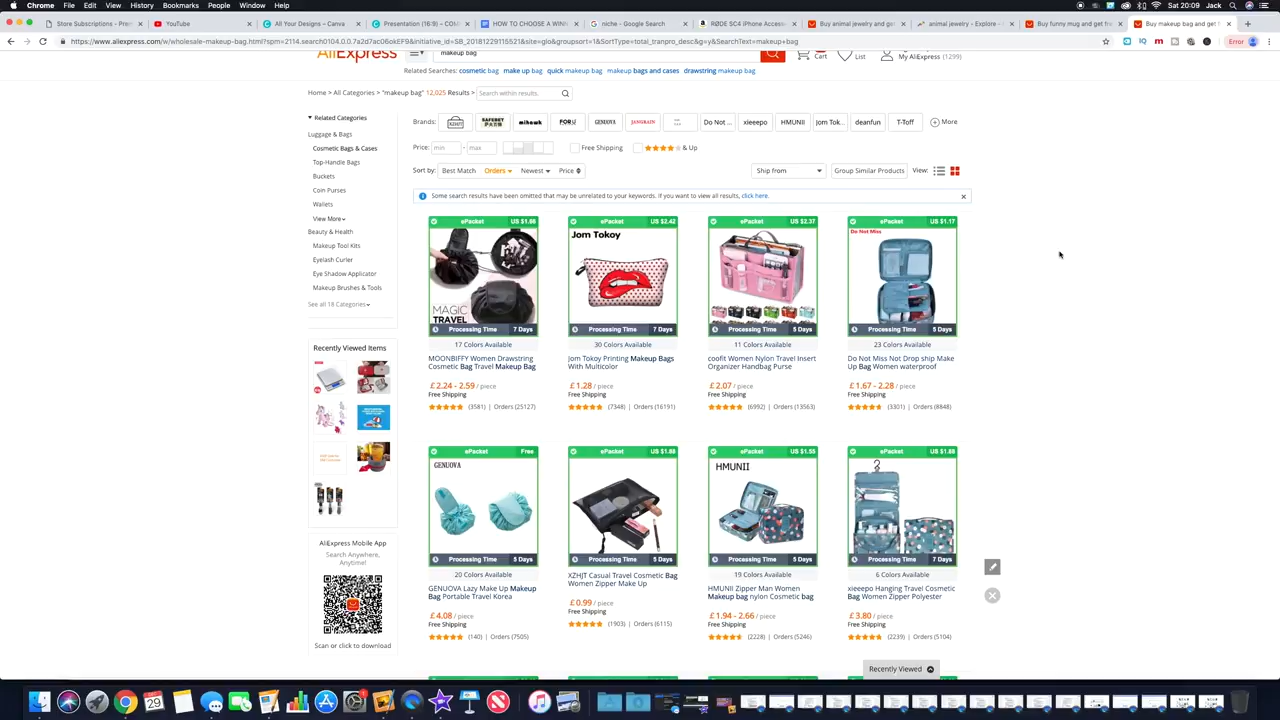 Chrome File Edit View History Bookmarks People Window Help
Sat 20:09 Jack
Store Subscriptions - Prem
YouTube
All Your Designs – Canva
Presentation (16:9) – COM
HOW TO CHOOSE A WINN
niche - Google Search
RØDE SC4 iPhone Accesso
Buy animal jewelry and get
animal jewelry - Explore -
Buy funny mug and get fre
Buy makeup bag and get f
https://www.aliexpress.com/w/wholesale-makeup-bag.html?spm=2114.search0104.0.0.7a2d7ac06okEF9&initiative_id=SB_20181229115521&site=glo&groupsort=1&SortType=total_tranpro_desc&g=y&SearchText=makeup+bag
Error
AliExpress
makeup bag
Cart
List
My AliExpress (1299)
Related Searches: cosmetic bag make up bag quick makeup bag makeup bags and cases drawstring makeup bag
Home > All Categories > "makeup bag" 12,025 Results > Search within results.
Related Categories
Luggage & Bags
Cosmetic Bags & Cases
Top-Handle Bags
Buckets
Coin Purses
Wallets
View More
Beauty & Health
Makeup Tool Kits
Eyelash Curler
Eye Shadow Applicator
Makeup Brushes & Tools
See all 18 Categories
Recently Viewed Items
AliExpress Mobile App
Search Anywhere,
Anytime!
Scan or click to download
Brands: SAFEBET mihawk GENUOVA JANGRAIN Do Not ... xieeepo HMUNII Jom Tok... deanfun T-Toff More
Price: min - max Free Shipping & Up
Sort by: Best Match Orders Newest Price Ship from Group Similar Products View:
Some search results have been omitted that may be unrelated to your keywords. If you want to view all results, click here.
ePacket US $1.86
MAGIC
TRAVEL
Processing Time 7 Days
17 Colors Available
MOONBIFFY Women Drawstring
Cosmetic Bag Travel Makeup Bag
£ 2.24 - 2.59 / piece
Free Shipping
(3581) | Orders (25127)
ePacket US $2.42
Jom Tokoy
Processing Time 7 Days
30 Colors Available
Jom Tokoy Printing Makeup Bags
With Multicolor
£ 1.28 / piece
Free Shipping
(7348) | Orders (16191)
ePacket US $2.37
Processing Time 5 Days
11 Colors Available
coofit Women Nylon Travel Insert
Organizer Handbag Purse
£ 2.07 / piece
Free Shipping
(6992) | Orders (13563)
ePacket US $1.17
Do Not Miss
Processing Time 5 Days
23 Colors Available
Do Not Miss Not Drop ship Make
Up Bag Women waterproof
£ 1.67 - 2.28 / piece
Free Shipping
(3301) | Orders (8848)
ePacket Free
GENUOVA
Processing Time 5 Days
20 Colors Available
GENUOVA Lazy Make Up Makeup
Bag Portable Travel Korea
£ 4.08 / piece
Free Shipping
(140) | Orders (7505)
ePacket US $1.88
Processing Time 5 Days
XZHJT Casual Travel Cosmetic Bag
Women Zipper Make Up
£ 0.99 / piece
Free Shipping
(1903) | Orders (6115)
ePacket US $1.55
HMUNII
Processing Time 5 Days
19 Colors Available
HMUNII Zipper Man Women
Makeup bag nylon Cosmetic bag
£ 1.94 - 2.66 / piece
Free Shipping
(2228) | Orders (5246)
ePacket US $1.88
Processing Time 7 Days
6 Colors Available
xieeepo Hanging Travel Cosmetic
Bag Women Zipper Polyester
£ 3.80 / piece
Free Shipping
(2239) | Orders (5104)
Recently Viewed